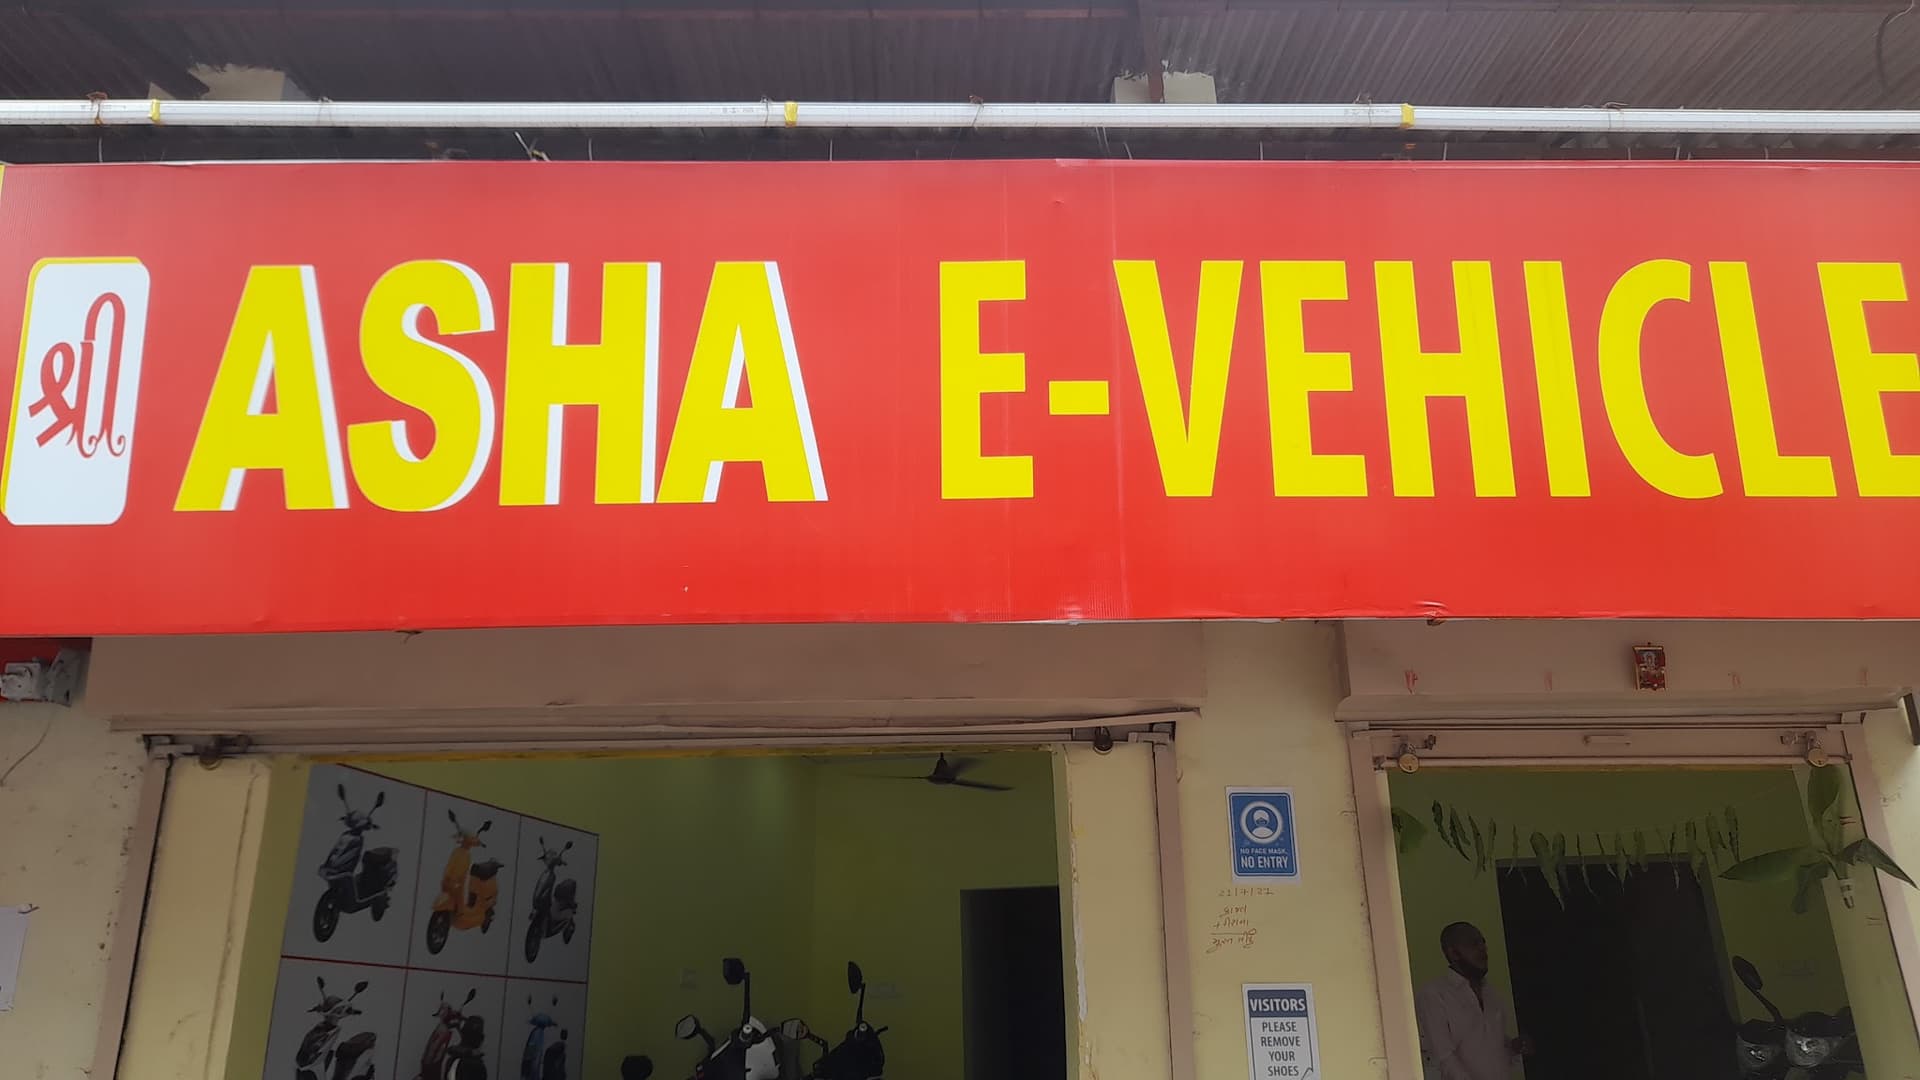 श्री ASHA E-VEHICLE
NO FACE MASK,
NO ENTRY
VISITORS
PLEASE
REMOVE
YOUR
SHOES